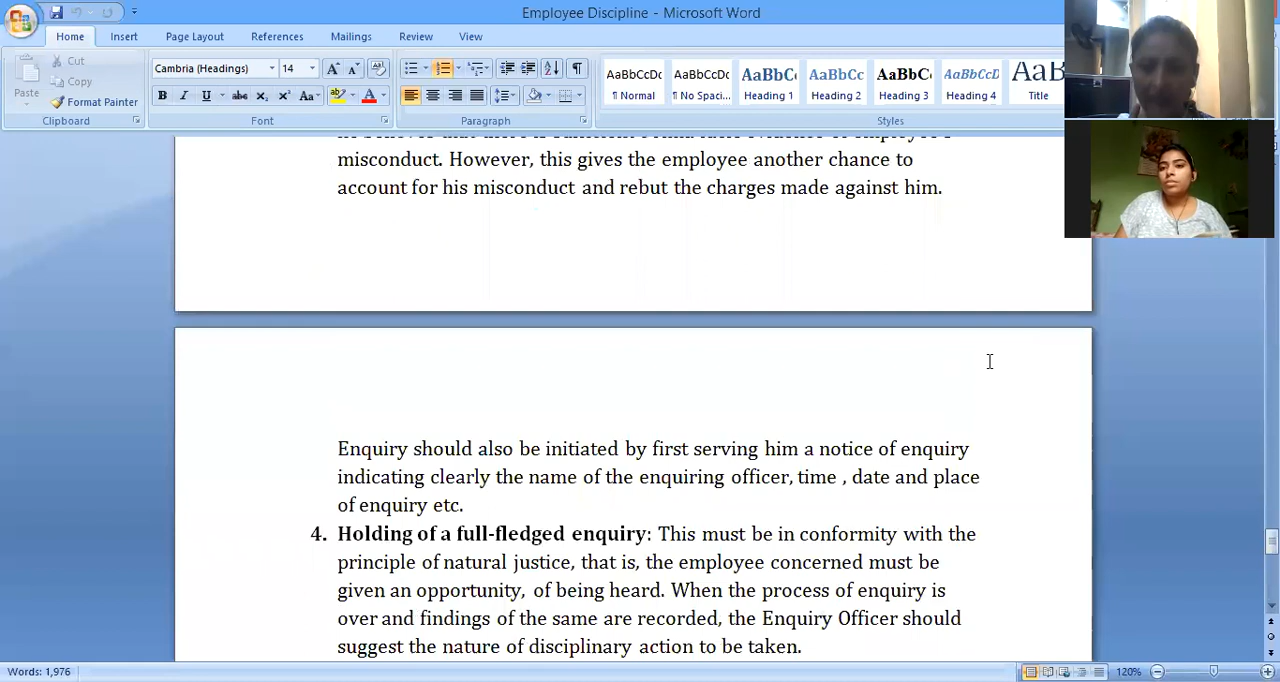 Employee Discipline - Microsoft Word
Home Insert Page Layout References Mailings Review View
Paste
Cut
Copy
Format Painter
Clipboard
Cambria (Headings) 14
Font
Paragraph
AaBbCcDc AaBbCcDc AaBbC AaBbCc AaBbC AaBbCcD AaB
¶ Normal ¶ No Spaci... Heading 1 Heading 2 Heading 3 Heading 4 Title
Styles
misconduct. However, this gives the employee another chance to
account for his misconduct and rebut the charges made against him.
Enquiry should also be initiated by first serving him a notice of enquiry
indicating clearly the name of the enquiring officer, time , date and place
of enquiry etc.
4. Holding of a full-fledged enquiry: This must be in conformity with the
principle of natural justice, that is, the employee concerned must be
given an opportunity, of being heard. When the process of enquiry is
over and findings of the same are recorded, the Enquiry Officer should
suggest the nature of disciplinary action to be taken.
Words: 1,976
120%